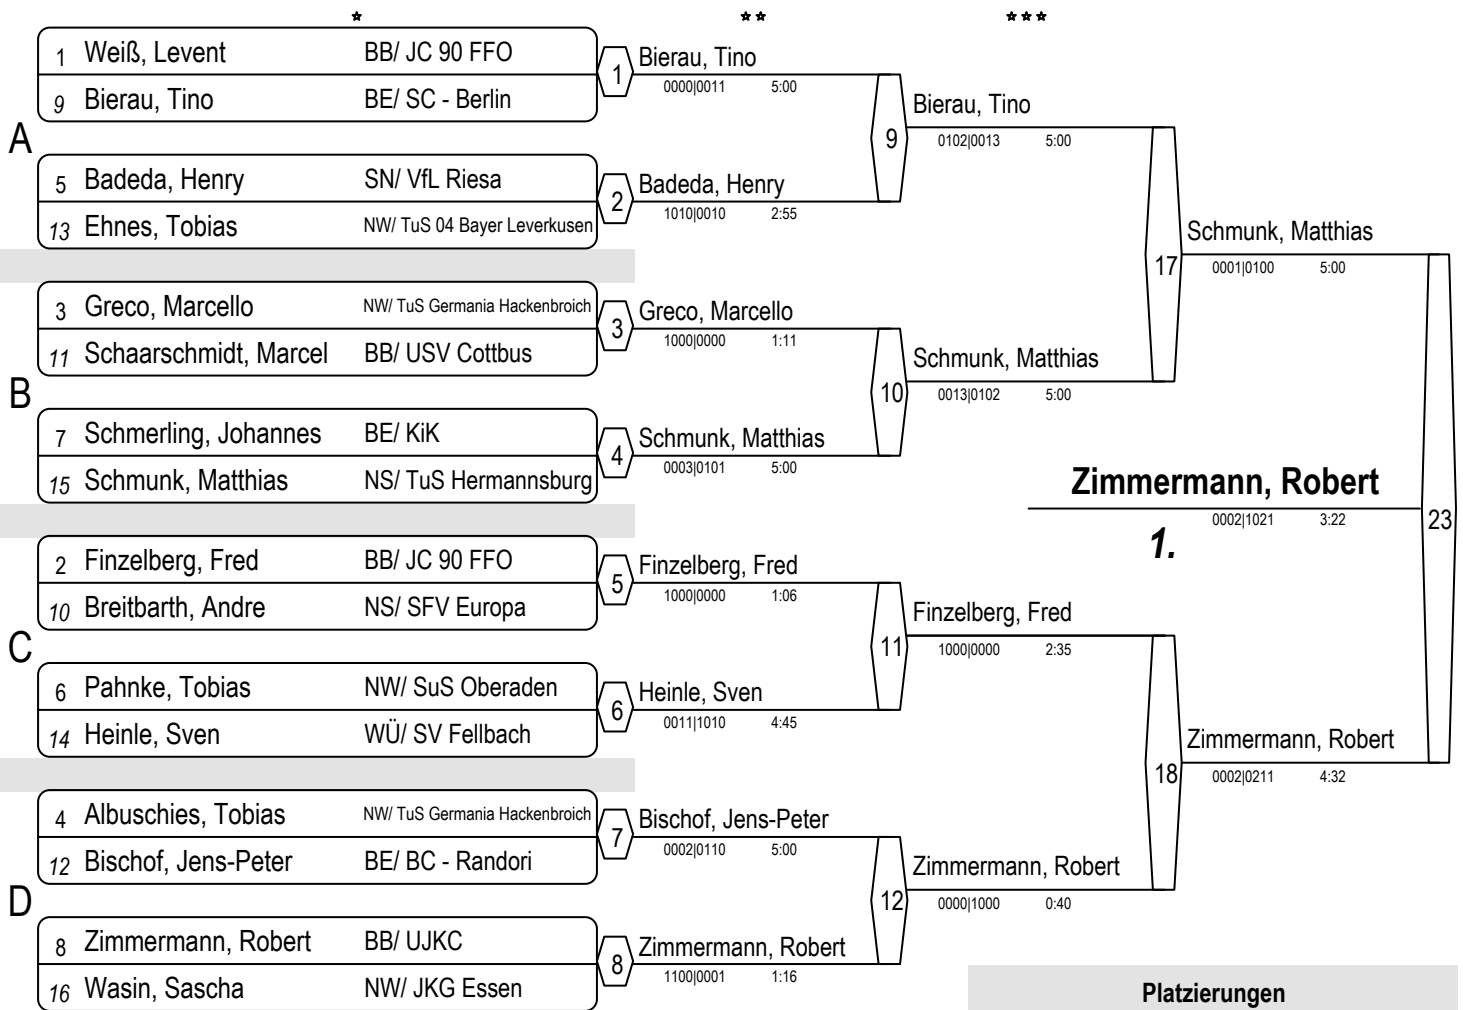 * ** ***
1 Weiß, Levent BB/ JC 90 FFO
9 Bierau, Tino BE/ SC - Berlin
1
Bierau, Tino
0000|0011 5:00
A
5 Badeda, Henry SN/ VfL Riesa
13 Ehnes, Tobias NW/ TuS 04 Bayer Leverkusen
2
Badeda, Henry
1010|0010 2:55
9
Bierau, Tino
0102|0013 5:00
3 Greco, Marcello NW/ TuS Germania Hackenbroich
11 Schaarschmidt, Marcel BB/ USV Cottbus
3
Greco, Marcello
1000|0000 1:11
B
7 Schmerling, Johannes BE/ KiK
15 Schmunk, Matthias NS/ TuS Hermannsburg
4
Schmunk, Matthias
0003|0101 5:00
10
Schmunk, Matthias
0013|0102 5:00
17
Schmunk, Matthias
0001|0100 5:00
2 Finzelberg, Fred BB/ JC 90 FFO
10 Breitbarth, Andre NS/ SFV Europa
5
Finzelberg, Fred
1000|0000 1:06
C
6 Pahnke, Tobias NW/ SuS Oberaden
14 Heinle, Sven WÜ/ SV Fellbach
6
Heinle, Sven
0011|1010 4:45
11
Finzelberg, Fred
1000|0000 2:35
4 Albuschies, Tobias NW/ TuS Germania Hackenbroich
12 Bischof, Jens-Peter BE/ BC - Randori
7
Bischof, Jens-Peter
0002|0110 5:00
D
8 Zimmermann, Robert BB/ UJKC
16 Wasin, Sascha NW/ JKG Essen
8
Zimmermann, Robert
1100|0001 1:16
12
Zimmermann, Robert
0000|1000 0:40
18
Zimmermann, Robert
0002|0211 4:32
23
Zimmermann, Robert
0002|1021 3:22
1.
Platzierungen